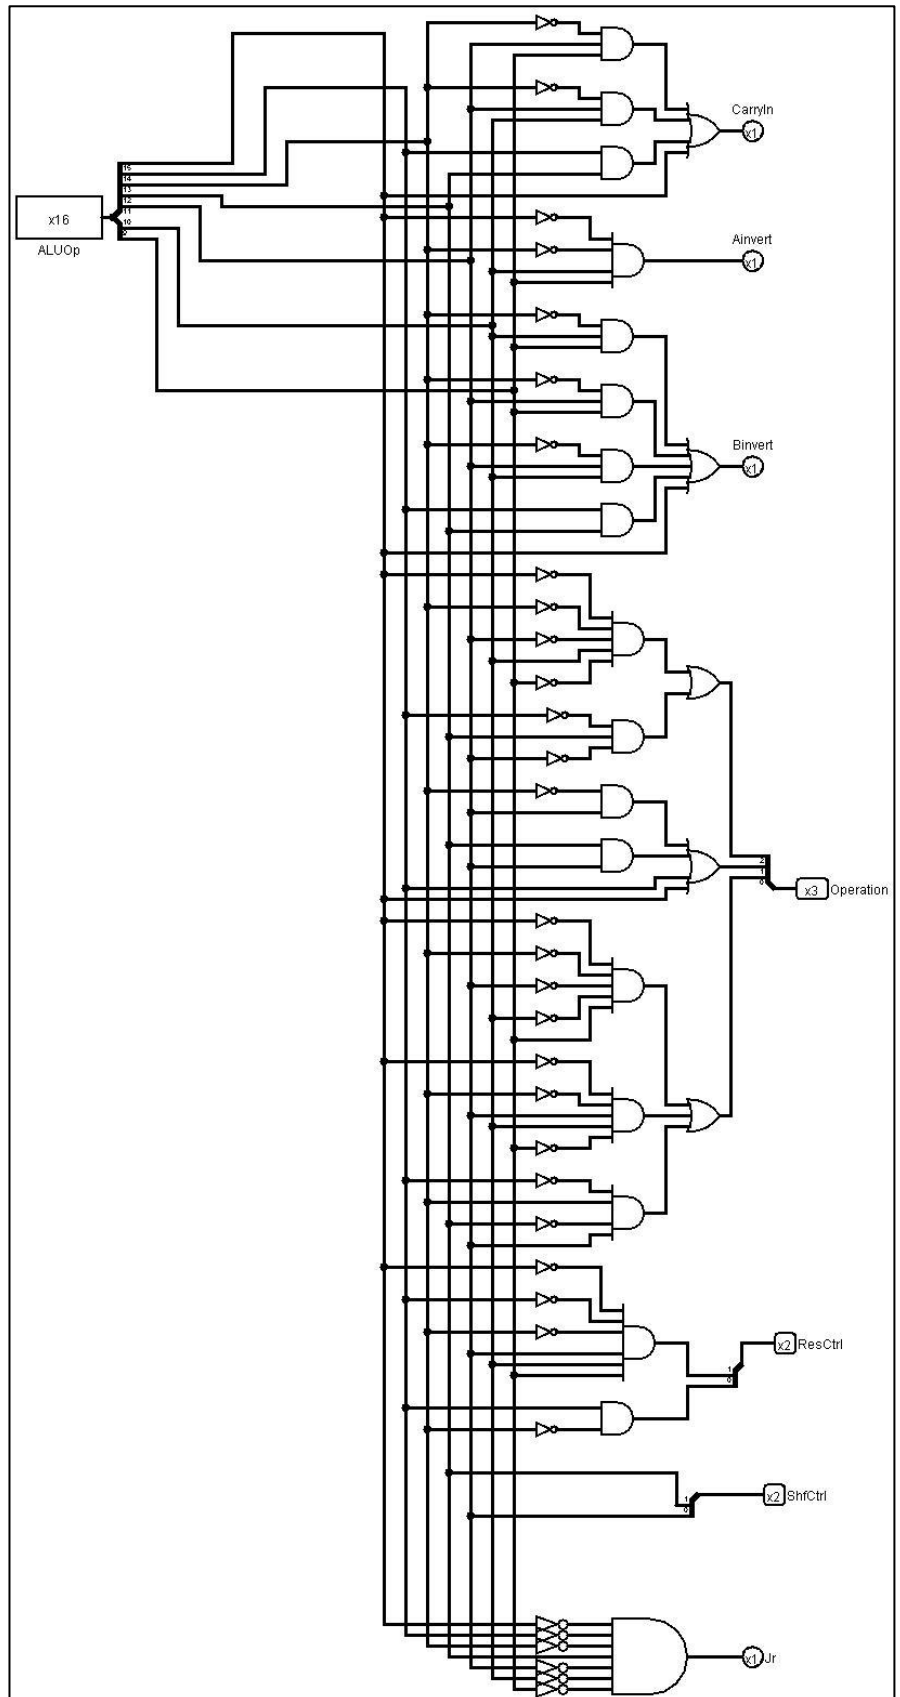 CarryIn
x1
15
14
13
12
11
10
9
x16
ALUOp
Ainvert
x1
Binvert
x1
2
1
0
x3 Operation
x2 ResCtrl
1
0
x2 ShfCtrl
1
0
x1 Jr